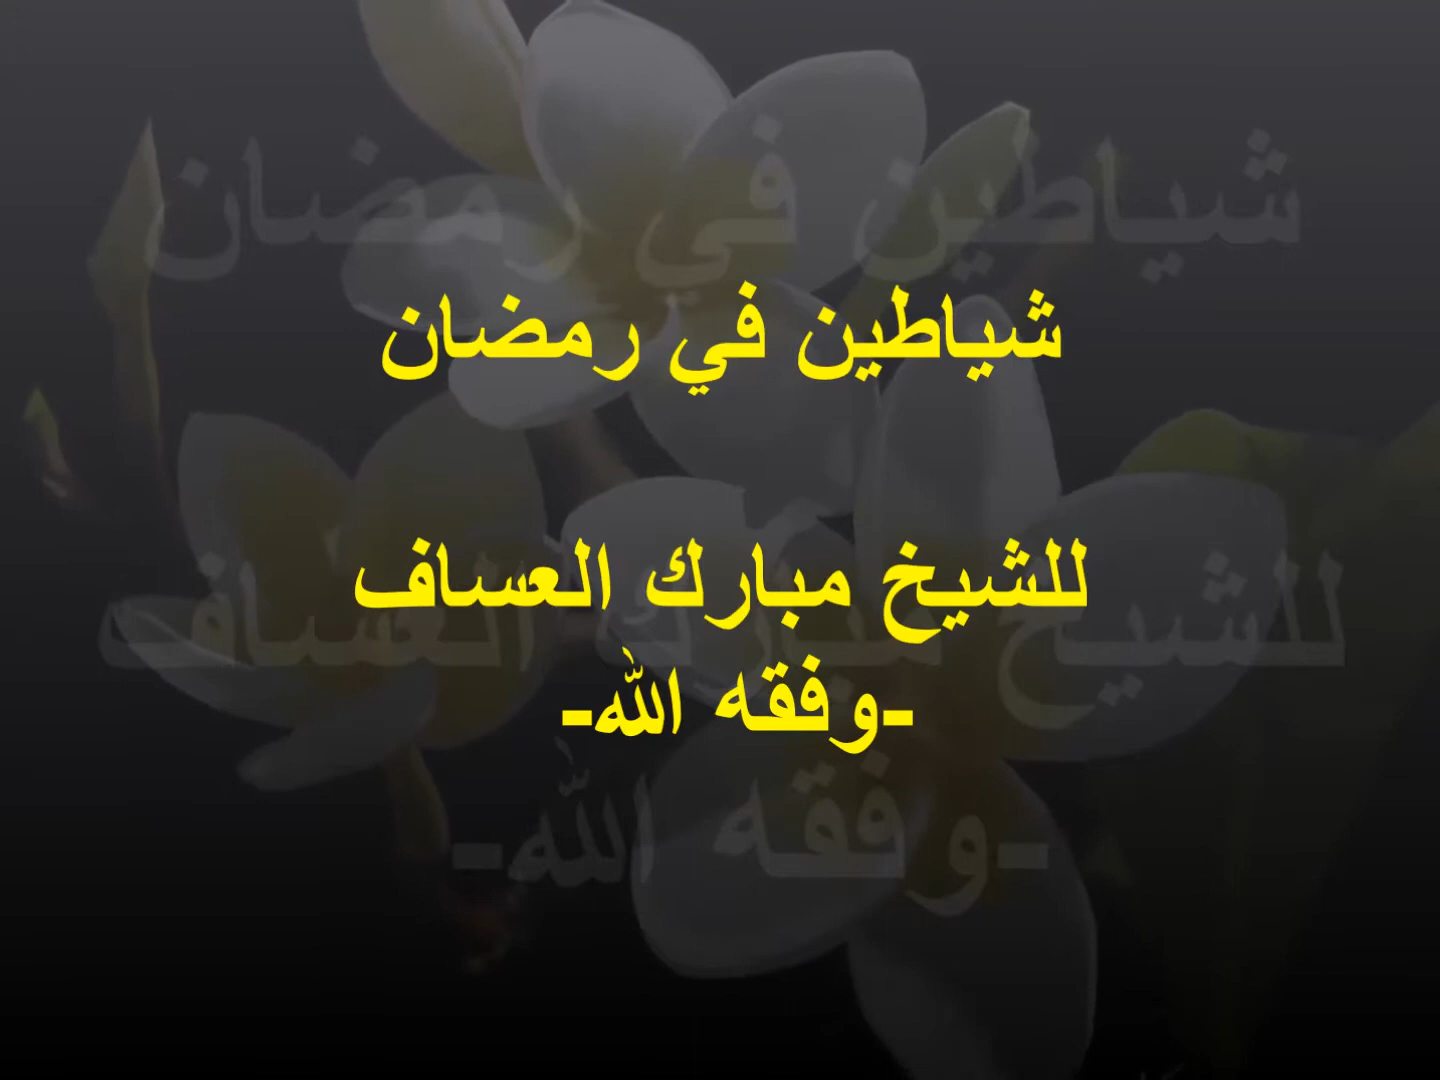 شياطين في رمضان
للشيخ مبارك العساف
-وفقه الله-